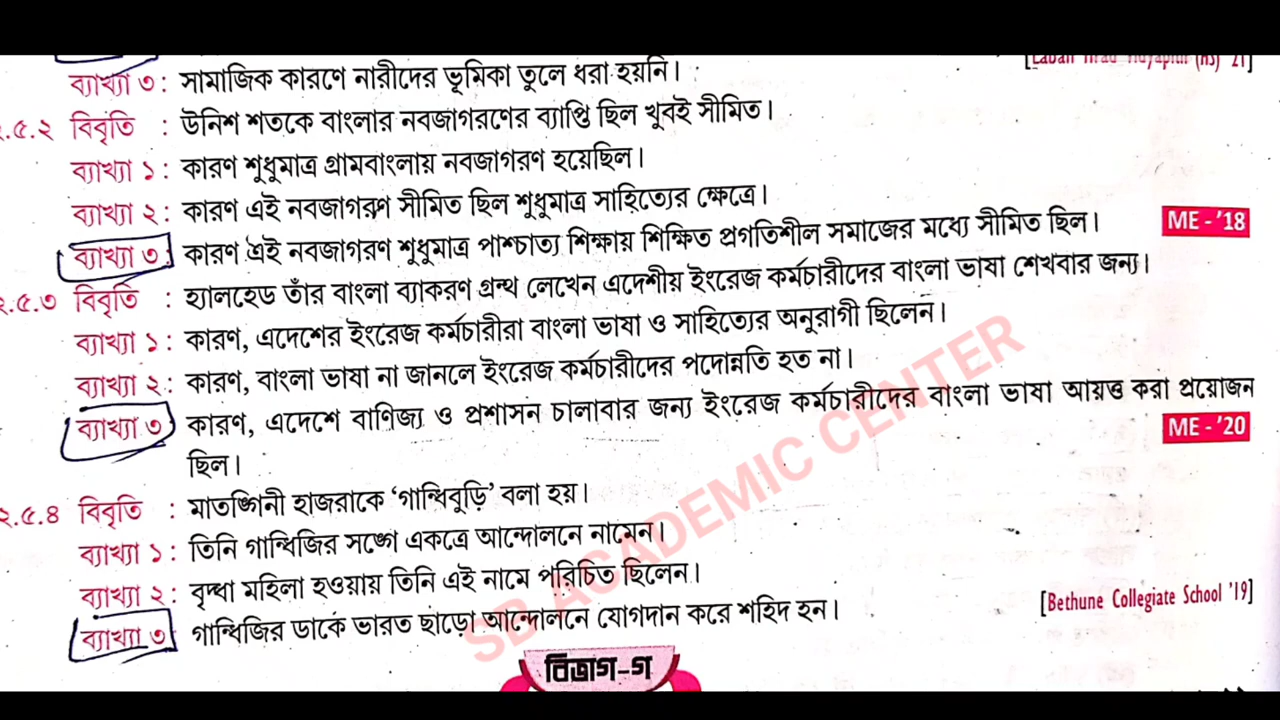 ব্যাখ্যা ৩ : সামাজিক কারণে নারীদের ভূমিকা তুলে ধরা হয়নি।
২.৫.২ বিবৃতি : উনিশ শতকে বাংলার নবজাগরণের ব্যাপ্তি ছিল খুবই সীমিত।
ব্যাখ্যা ১ : কারণ শুধুমাত্র গ্রামবাংলায় নবজাগরণ হয়েছিল।
ব্যাখ্যা ২ : কারণ এই নবজাগরণ সীমিত ছিল শুধুমাত্র সাহিত্যের ক্ষেত্রে।
ব্যাখ্যা ৩ : কারণ এই নবজাগরণ শুধুমাত্র পাশ্চাত্য শিক্ষায় শিক্ষিত প্রগতিশীল সমাজের মধ্যে সীমিত ছিল। ME - '18
২.৫.৩ বিবৃতি : হ্যালহেড তাঁর বাংলা ব্যাকরণ গ্রন্থ লেখেন এদেশীয় ইংরেজ কর্মচারীদের বাংলা ভাষা শেখবার জন্য।
ব্যাখ্যা ১ : কারণ, এদেশের ইংরেজ কর্মচারীরা বাংলা ভাষা ও সাহিত্যের অনুরাগী ছিলেন।
ব্যাখ্যা ২ : কারণ, বাংলা ভাষা না জানলে ইংরেজ কর্মচারীদের পদোন্নতি হত না।
ব্যাখ্যা ৩ কারণ, এদেশে বাণিজ্য ও প্রশাসন চালাবার জন্য ইংরেজ কর্মচারীদের বাংলা ভাষা আয়ত্ত করা প্রয়োজন
ছিল। ME - '20
২.৫.৪ বিবৃতি : মাতঙ্গিনী হাজরাকে ‘গান্ধিবুড়ি’ বলা হয়।
ব্যাখ্যা ১ : তিনি গান্ধিজির সঙ্গে একত্রে আন্দোলনে নামেন।
ব্যাখ্যা ২ : বৃদ্ধা মহিলা হওয়ায় তিনি এই নামে পরিচিত ছিলেন।
ব্যাখ্যা ৩ গান্ধিজির ডাকে ভারত ছাড়ো আন্দোলনে যোগদান করে শহিদ হন। [Bethune Collegiate School '19]
বিভাগ-গ
SB ACADEMIC CENTER